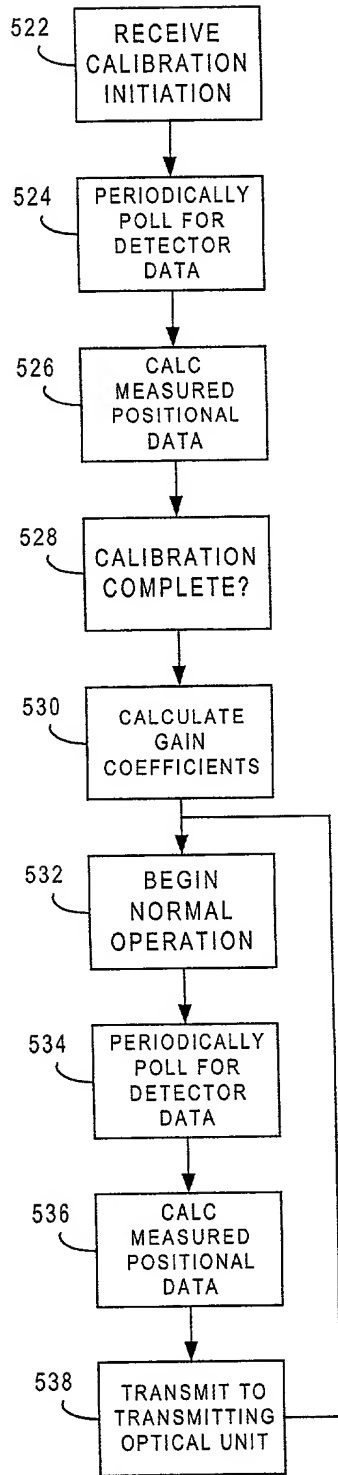 522
RECEIVE
CALIBRATION
INITIATION
524
PERIODICALLY
POLL FOR
DETECTOR
DATA
526
CALC
MEASURED
POSITIONAL
DATA
528
CALIBRATION
COMPLETE?
530
CALCULATE
GAIN
COEFFICIENTS
532
BEGIN
NORMAL
OPERATION
534
PERIODICALLY
POLL FOR
DETECTOR
DATA
536
CALC
MEASURED
POSITIONAL
DATA
538
TRANSMIT TO
TRANSMITTING
OPTICAL UNIT